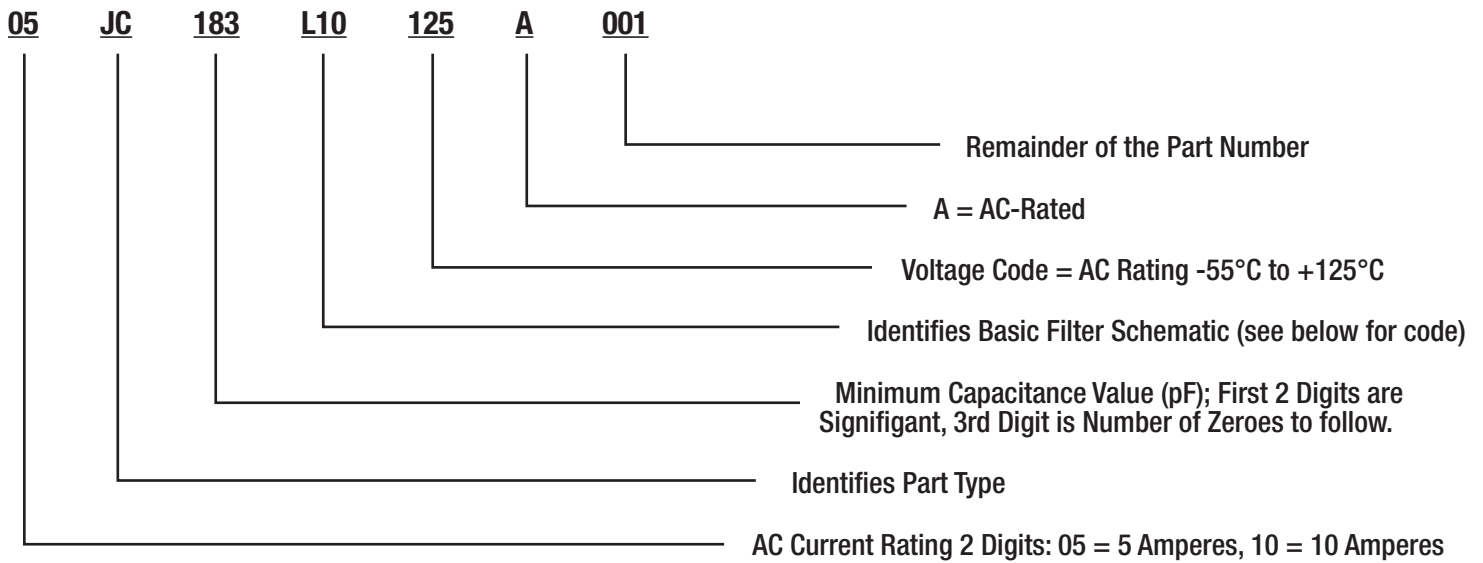 05 JC 183 L10 125 A 001
Remainder of the Part Number
A = AC-Rated
Voltage Code = AC Rating -55°C to +125°C
Identifies Basic Filter Schematic (see below for code)
Minimum Capacitance Value (pF); First 2 Digits are
Signifigant, 3rd Digit is Number of Zeroes to follow.
Identifies Part Type
AC Current Rating 2 Digits: 05 = 5 Amperes, 10 = 10 Amperes